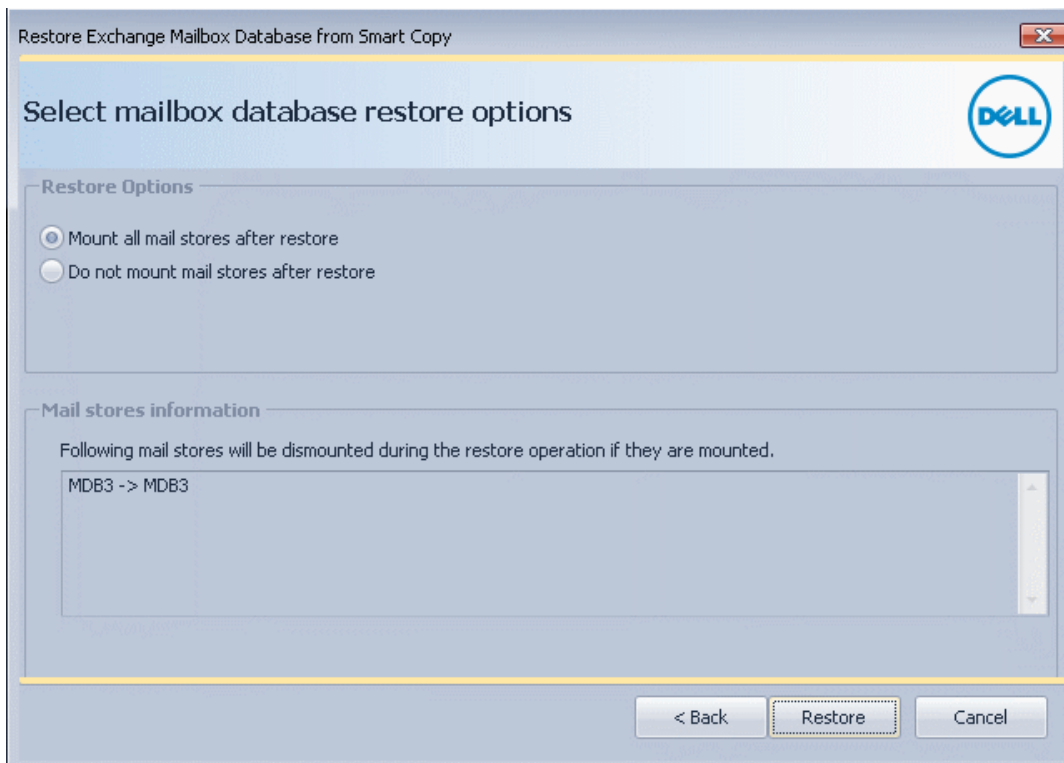 Restore Exchange Mailbox Database from Smart Copy
Select mailbox database restore options
DELL
Restore Options
Mount all mail stores after restore
Do not mount mail stores after restore
Mail stores information
Following mail stores will be dismounted during the restore operation if they are mounted.
MDB3 -> MDB3
< Back Restore Cancel